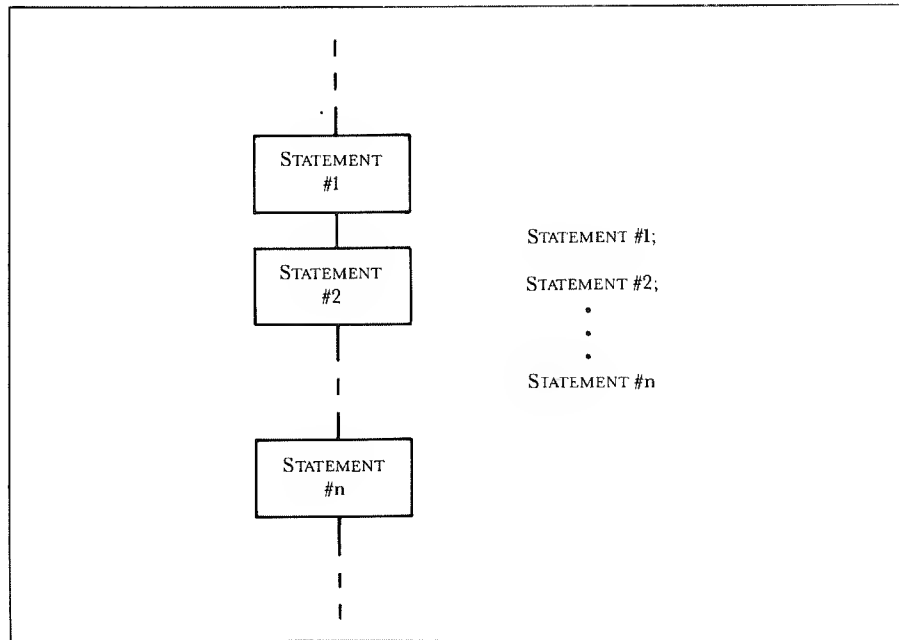 STATEMENT
#1
STATEMENT
#2
STATEMENT
#n
STATEMENT #1;
STATEMENT #2;
STATEMENT #n